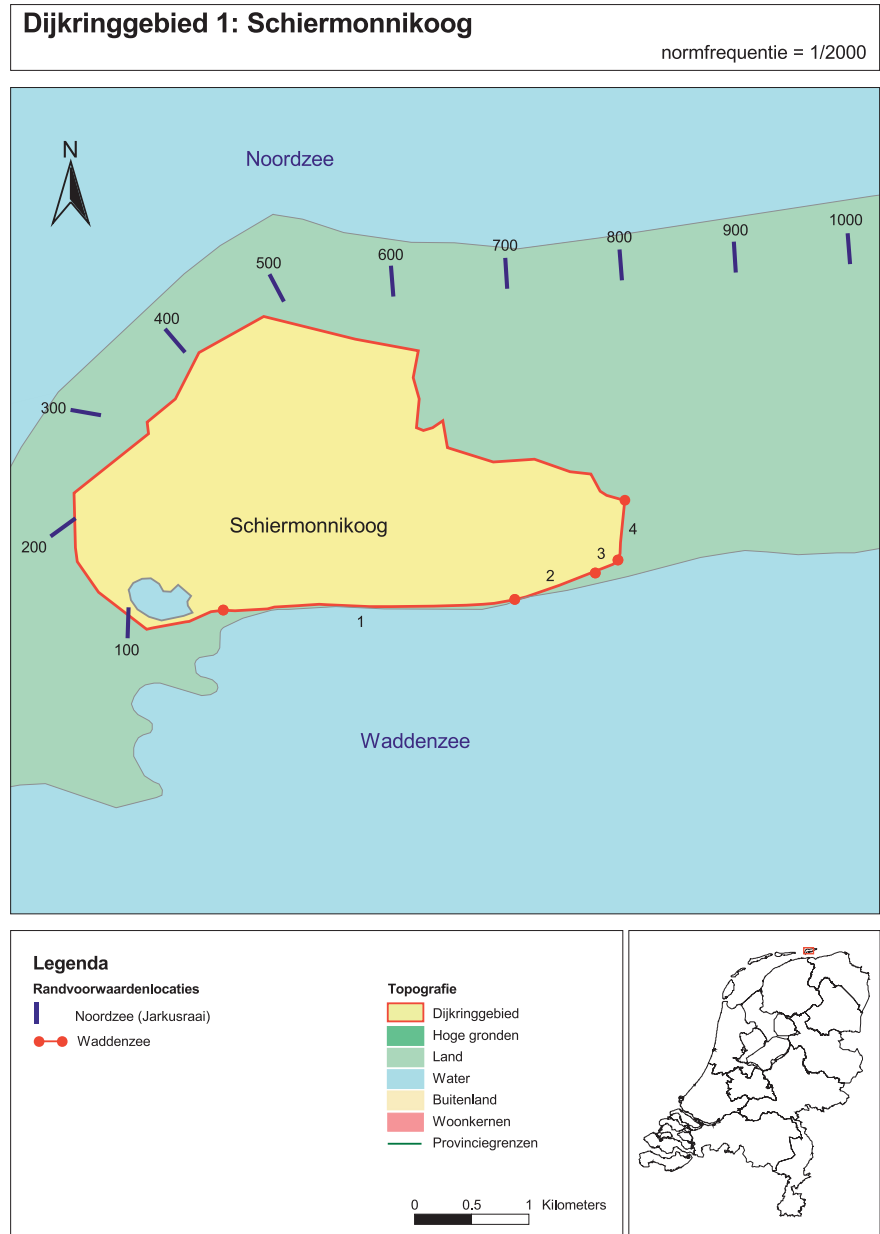 Dijkringgebied 1: Schiermonnikoog
normfrequentie = 1/2000
N
Noordzee
1000
900
800
700
600
500
400
300
200
100
Schiermonnikoog
4
3
2
1
Waddenzee
Legenda
Randvoorwaardenlocaties
Noordzee (Jarkusraai)
Waddenzee
Topografie
Dijkringgebied
Hoge gronden
Land
Water
Buitenland
Woonkernen
Provinciegrenzen
0 0.5 1 Kilometers